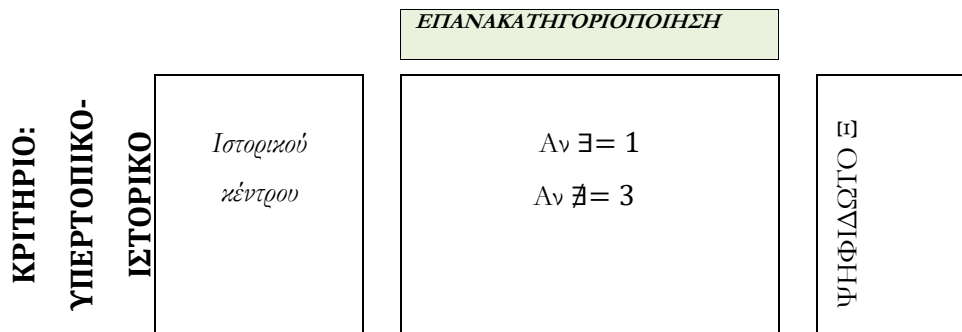 ΕΠΑΝΑΚΑΤΗΓΟΡΙΟΠΟΙΗΣΗ
ΚΡΙΤΗΡΙΟ:
ΥΠΕΡΤΟΠΙΚΟ-
ΙΣΤΟΡΙΚΟ
Ιστορικού
κέντρου
Αν ∃= 1
Αν ∄= 3
ΨΗΦΙΔΩΤΟ Ξ [1]